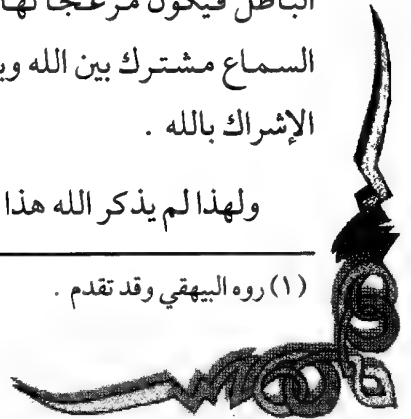 الباطل فيكون مزعجا لها
السماع مشترك بين الله وبـ
الإشراك بالله .
ولهذا لم يذكر الله هذا
(١) روه البيهقي وقد تقدم .